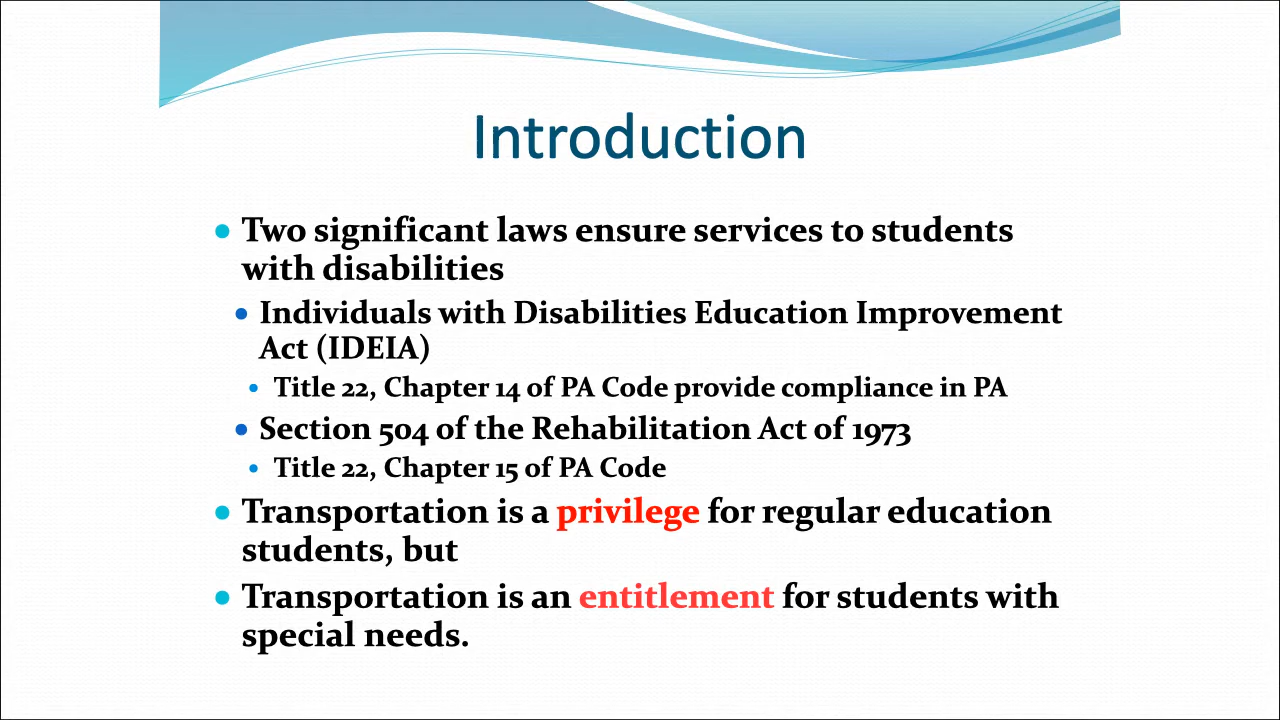 Introduction
• Two significant laws ensure services to students
with disabilities
• Individuals with Disabilities Education Improvement
Act (IDEIA)
• Title 22, Chapter 14 of PA Code provide compliance in PA
• Section 504 of the Rehabilitation Act of 1973
• Title 22, Chapter 15 of PA Code
• Transportation is a privilege for regular education
students, but
• Transportation is an entitlement for students with
special needs.